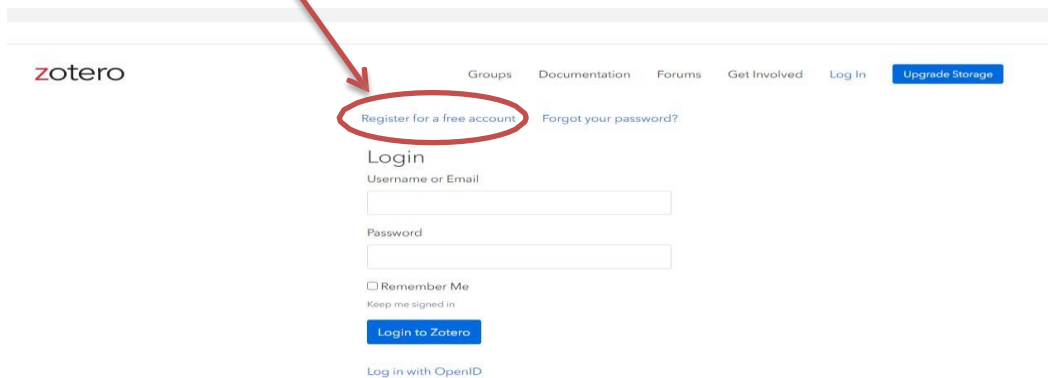 zotero
Groups Documentation Forums Get Involved Log In Upgrade Storage
Register for a free account Forgot your password?
Login
Username or Email
Password
Remember Me
Keep me signed in
Login to Zotero
Log in with OpenID